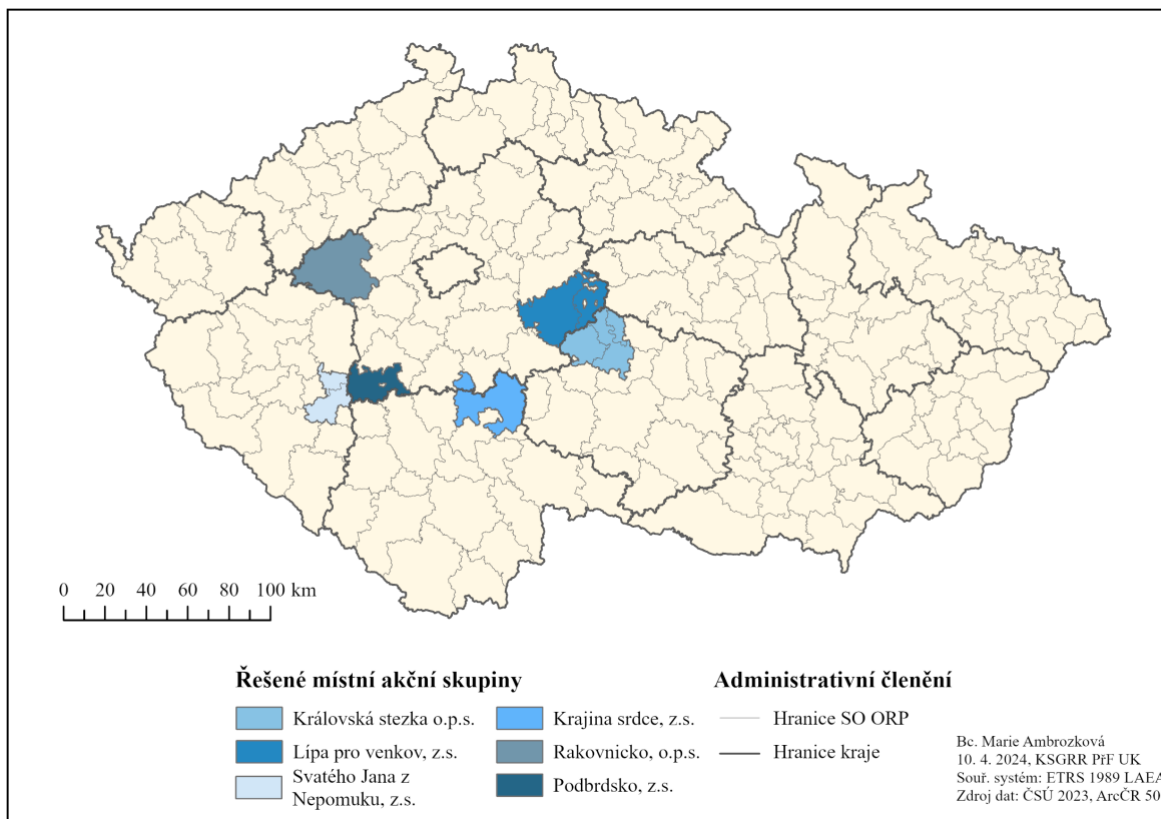 0 20 40 60 80 100 km
Řešené místní akční skupiny
Královská stezka o.p.s.
Lípa pro venkov, z.s.
Svatého Jana z
Nepomuku, z.s.
Krajina srdce, z.s.
Rakovnicko, o.p.s.
Podbrdsko, z.s.
Administrativní členění
Hranice SO ORP
Hranice kraje
Bc. Marie Ambrozková
10. 4. 2024, KSGRR PřF UK
Souř. systém: ETRS 1989 LAEA
Zdroj dat: ČSÚ 2023, ArcČR 50